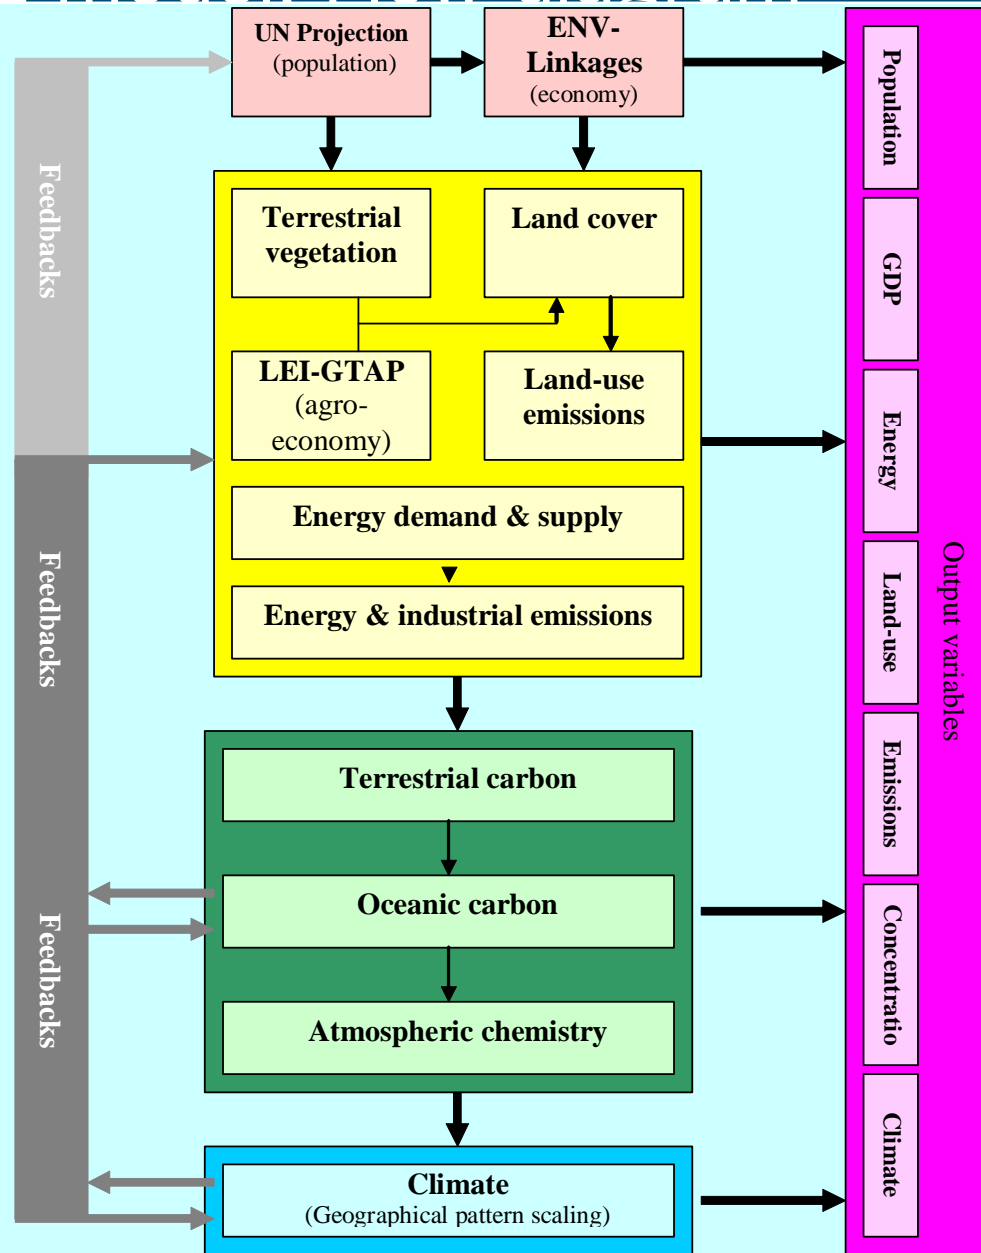 UN Projection
(population)
ENV-
Linkages
(economy)
Feedbacks
Terrestrial
vegetation
Land cover
LEI-GTAP
(agro-
economy)
Land-use
emissions
Energy demand & supply
Energy & industrial emissions
Feedbacks
Terrestrial carbon
Oceanic carbon
Atmospheric chemistry
Feedbacks
Climate
(Geographical pattern scaling)
Population
GDP
Energy
Land-use
Emissions
Concentratio
Climate
Output variables